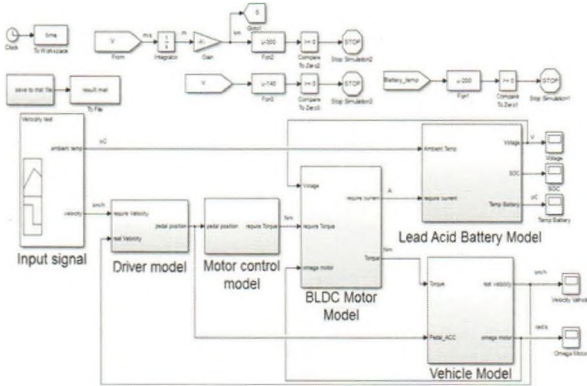 Clock
time
To Workspace
V
From
m/s
1
s
Integrator
m
Gain
km
S
Goto1
u-300
Fcn2
>= 0
Compare
To Zero2
STOP
Stop Simulation2
save to mat file
result.mat
To File
V
u-140
Fcn3
>= 0
Compare
To Zero3
STOP
Stop Simulation3
Battery_temp
u-200
Fcn1
>= 0
Compare
To Zero1
STOP
Stop Simulation1
Velocity test
ambient temp
oC
velocity
km/h
Input signal
require Velocity
real Velocity
pedal position
Driver model
pedal position
require Torque
Motor control
model
Nm
Voltage
require Torque
omega motor
require current
Torque
BLDC Motor
Model
A
Nm
Ambient Temp
require current
Voltage
SOC
Temp Battery
Lead Acid Battery Model
V
Voltage
SOC
oC
Temp Battery
Torque
Pedal_ACC
real velocity
omega motor
Vehicle Model
km/h
Velocity Vehicle
rad/s
Omega Motor